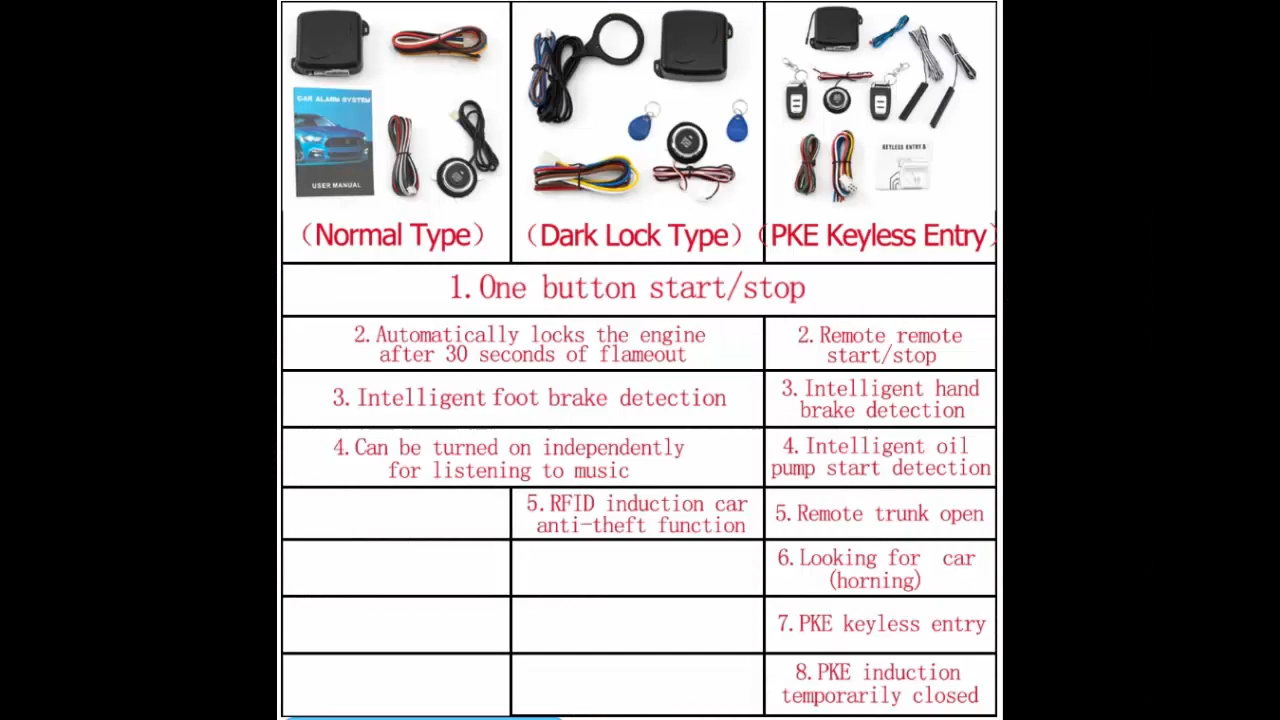 CAR ALARM SYSTEM
USER MANUAL
KEYLESS ENTRY &
（Normal Type）
（Dark Lock Type）
（PKE Keyless Entry）
1.One button start/stop
2.Automatically locks the engine
after 30 seconds of flameout
2.Remote remote
start/stop
3.Intelligent foot brake detection
3.Intelligent hand
brake detection
4.Can be turned on independently
for listening to music
4.Intelligent oil
pump start detection
5.RFID induction car
anti-theft function
5.Remote trunk open
6.Looking for car
(horning)
7.PKE keyless entry
8.PKE induction
temporarily closed